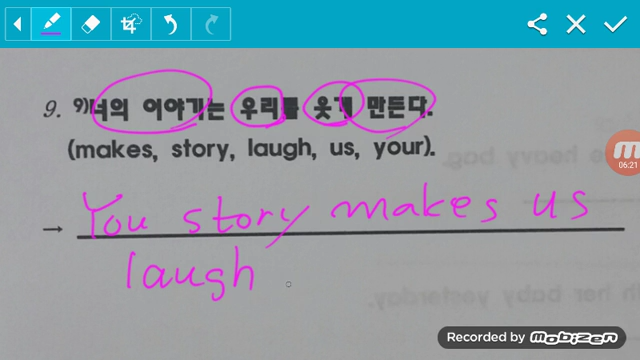 9. 9)너의 이야기는 우리를 웃게 만든다.
(makes, story, laugh, us, your).
→ You story makes us
laugh
06:21
Recorded by mobizen